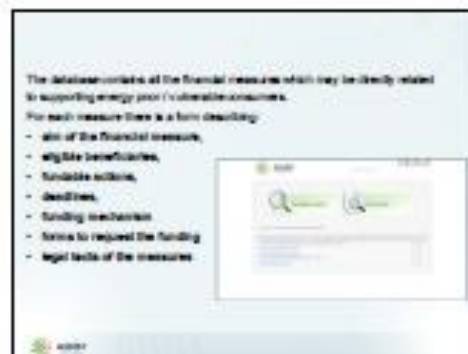 The database contains all the financial measures which may be directly related
to supporting energy poor / vulnerable consumers.
For each measure there is a form describing:
• aim of the financial measure,
• eligible beneficiaries,
• fundable actions,
• deadlines,
• funding mechanism
• forms to request the funding
• legal texts of the measures
ASSIST